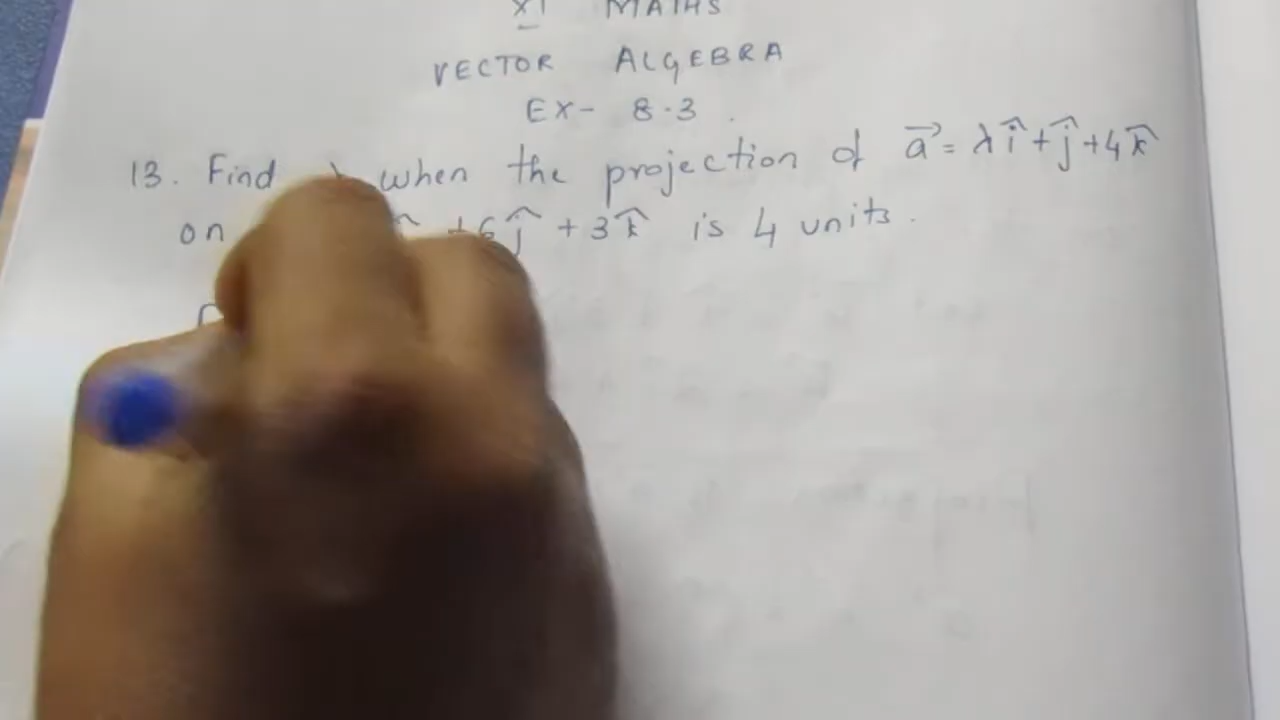 XI MATHS
VECTOR ALGEBRA
EX- 8.3.
13. Find λ when the projection of a⃗ = λî + ĵ + 4k̂
on +6ĵ + 3k̂ is 4 units.